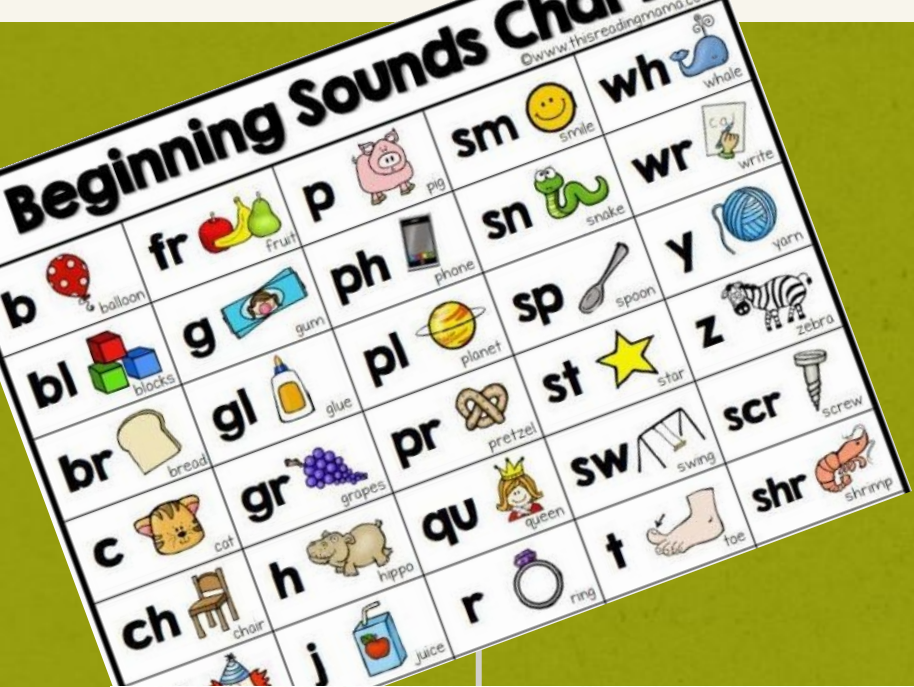 Beginning Sounds Char
©www.thisreadingmama.co
b balloon
fr fruit
p pig
sm smile
wh whale
bl blocks
g gum
ph phone
sn snake
wr write
br bread
gl glue
pl planet
sp spoon
y yarn
c cat
gr grapes
pr pretzel
st star
z zebra
ch chair
h hippo
qu queen
sw swing
scr screw
j juice
r ring
t toe
shr shrimp